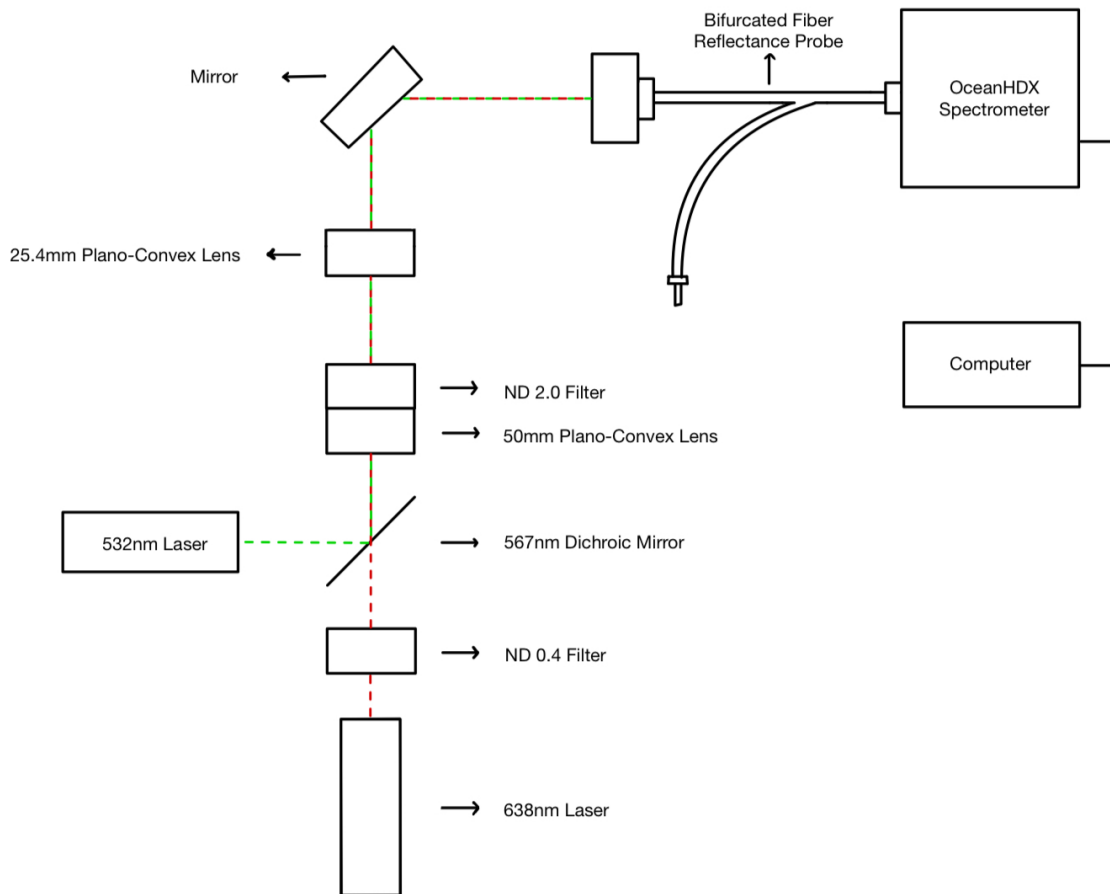 Bifurcated Fiber
Reflectance Probe
Mirror
OceanHDX
Spectrometer
25.4mm Plano-Convex Lens
Computer
ND 2.0 Filter
50mm Plano-Convex Lens
532nm Laser
567nm Dichroic Mirror
ND 0.4 Filter
638nm Laser